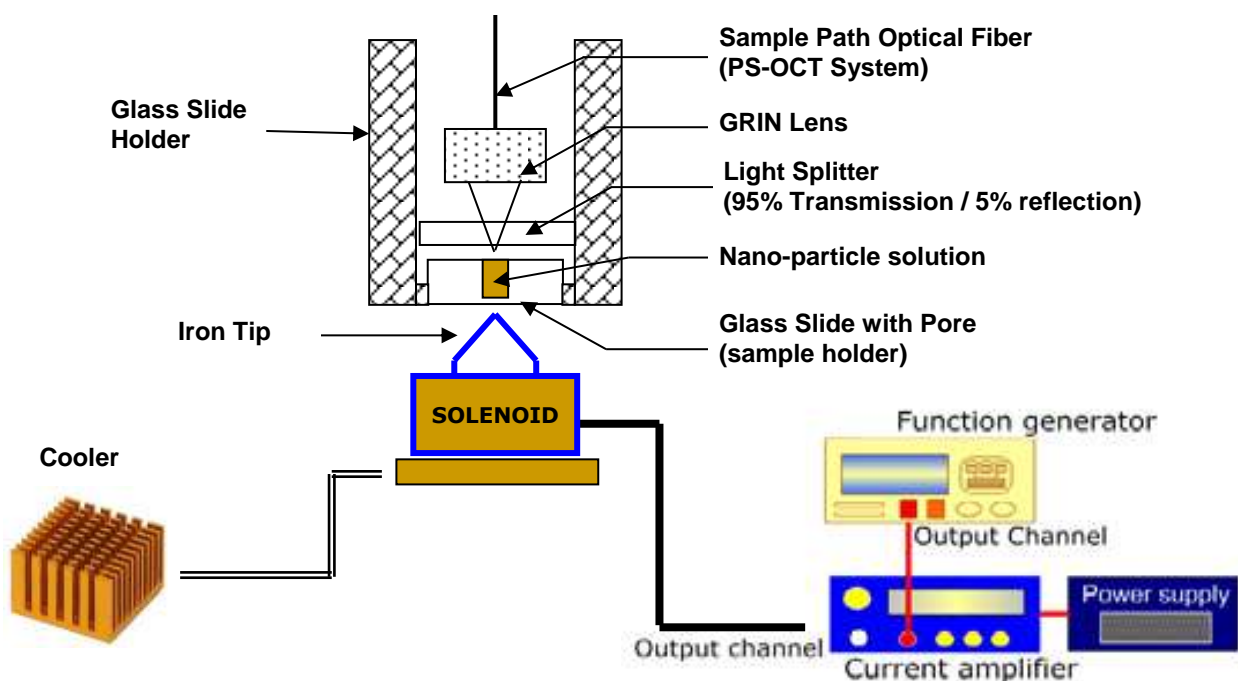 Sample Path Optical Fiber
(PS-OCT System)
Glass Slide
Holder
GRIN Lens
Light Splitter
(95% Transmission / 5% reflection)
Nano-particle solution
Iron Tip
Glass Slide with Pore
(sample holder)
SOLENOID
Function generator
Cooler
Output Channel
Power supply
Output channel
Current amplifier